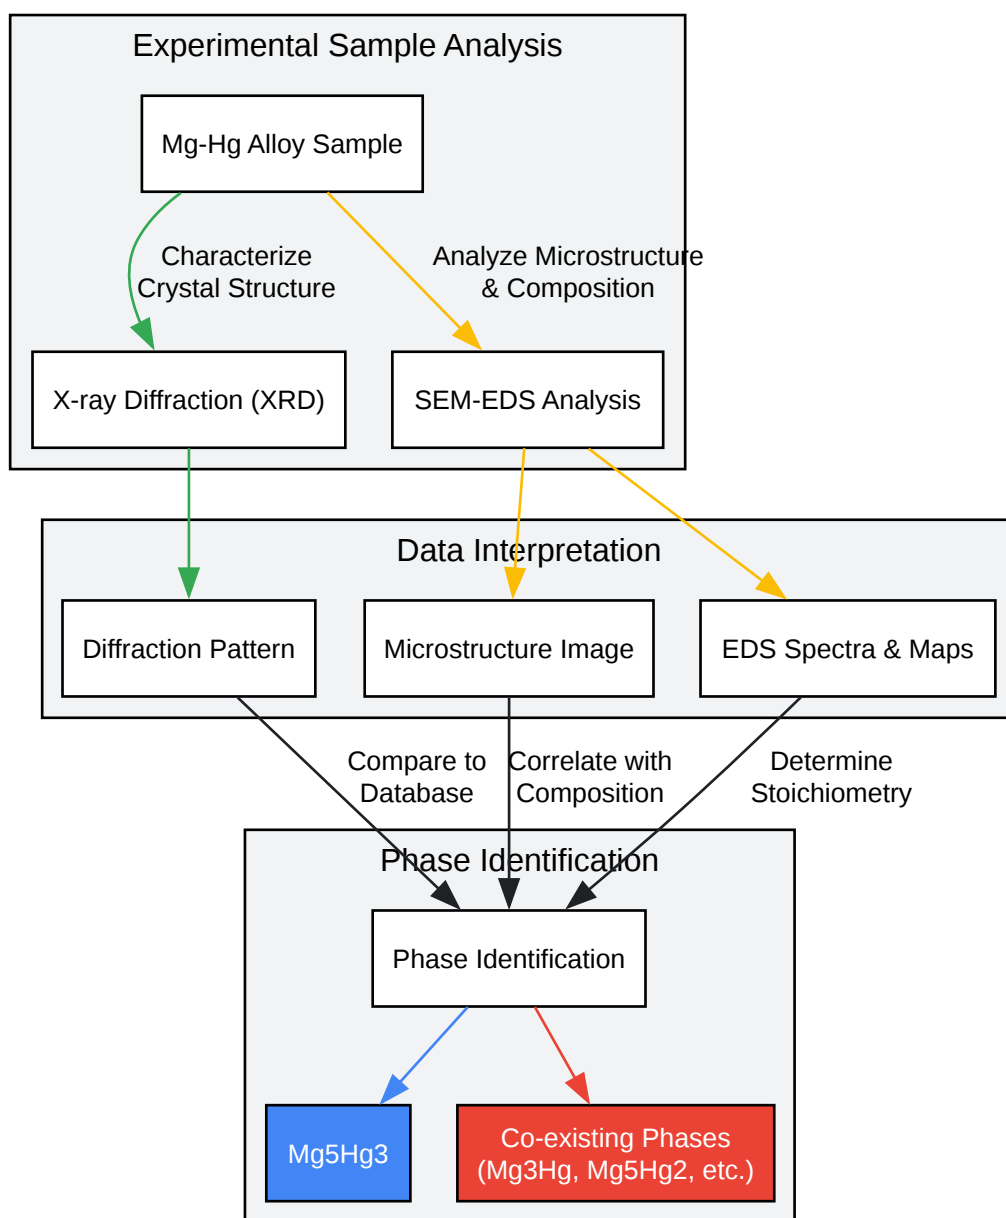 Experimental Sample Analysis
Mg-Hg Alloy Sample
Characterize
Crystal Structure
Analyze Microstructure
& Composition
X-ray Diffraction (XRD)
SEM-EDS Analysis
Data Interpretation
Diffraction Pattern
Microstructure Image
EDS Spectra & Maps
Compare to
Database
Correlate with
Composition
Determine
Stoichiometry
Phase Identification
Phase Identification
Mg5Hg3
Co-existing Phases
(Mg3Hg, Mg5Hg2, etc.)